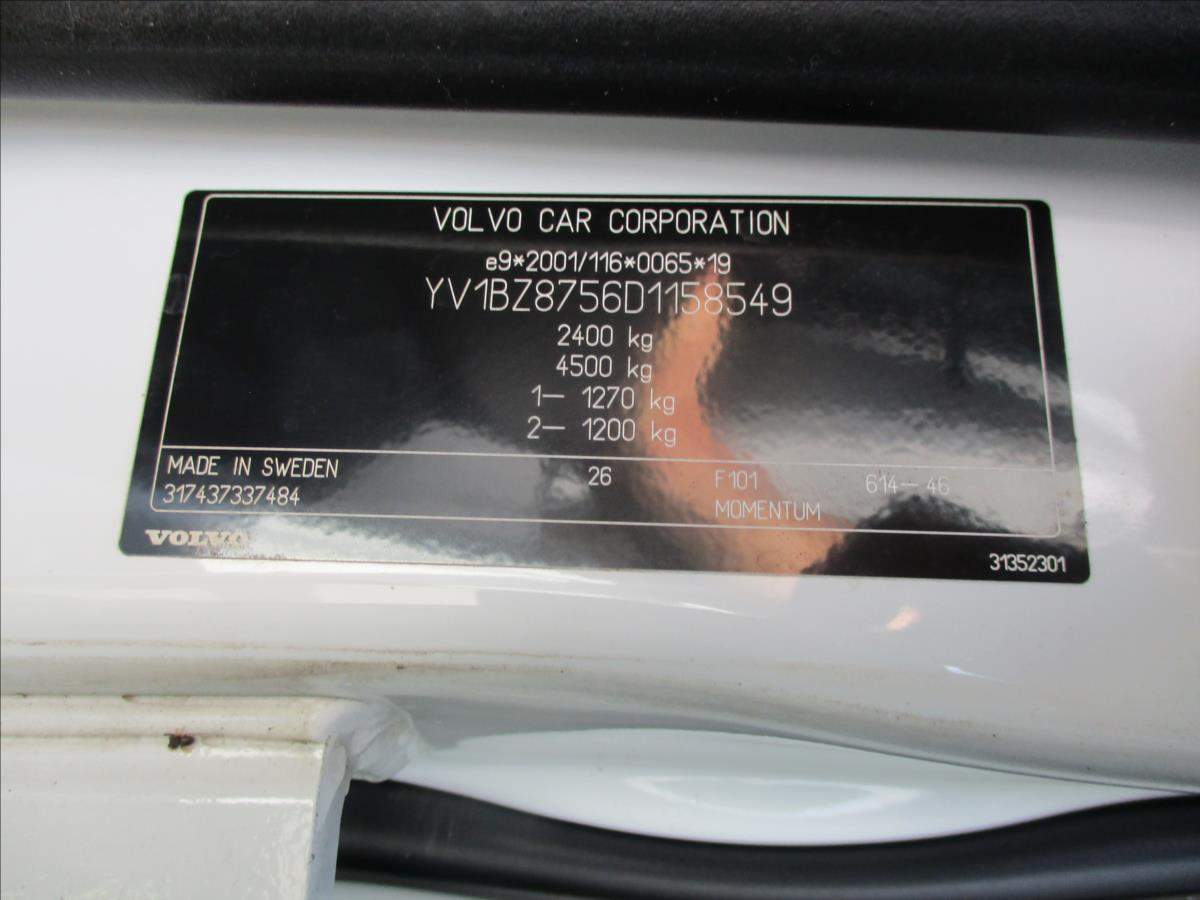 VOLVO CAR CORPORATION
e9*2001/116*0065*19
YV1BZ8756D1158549
2400 kg
4500 kg
1— 1270 kg
2— 1200 kg
MADE IN SWEDEN 26 F101 614—46
317437337484 MOMENTUM
VOLVO 31352301